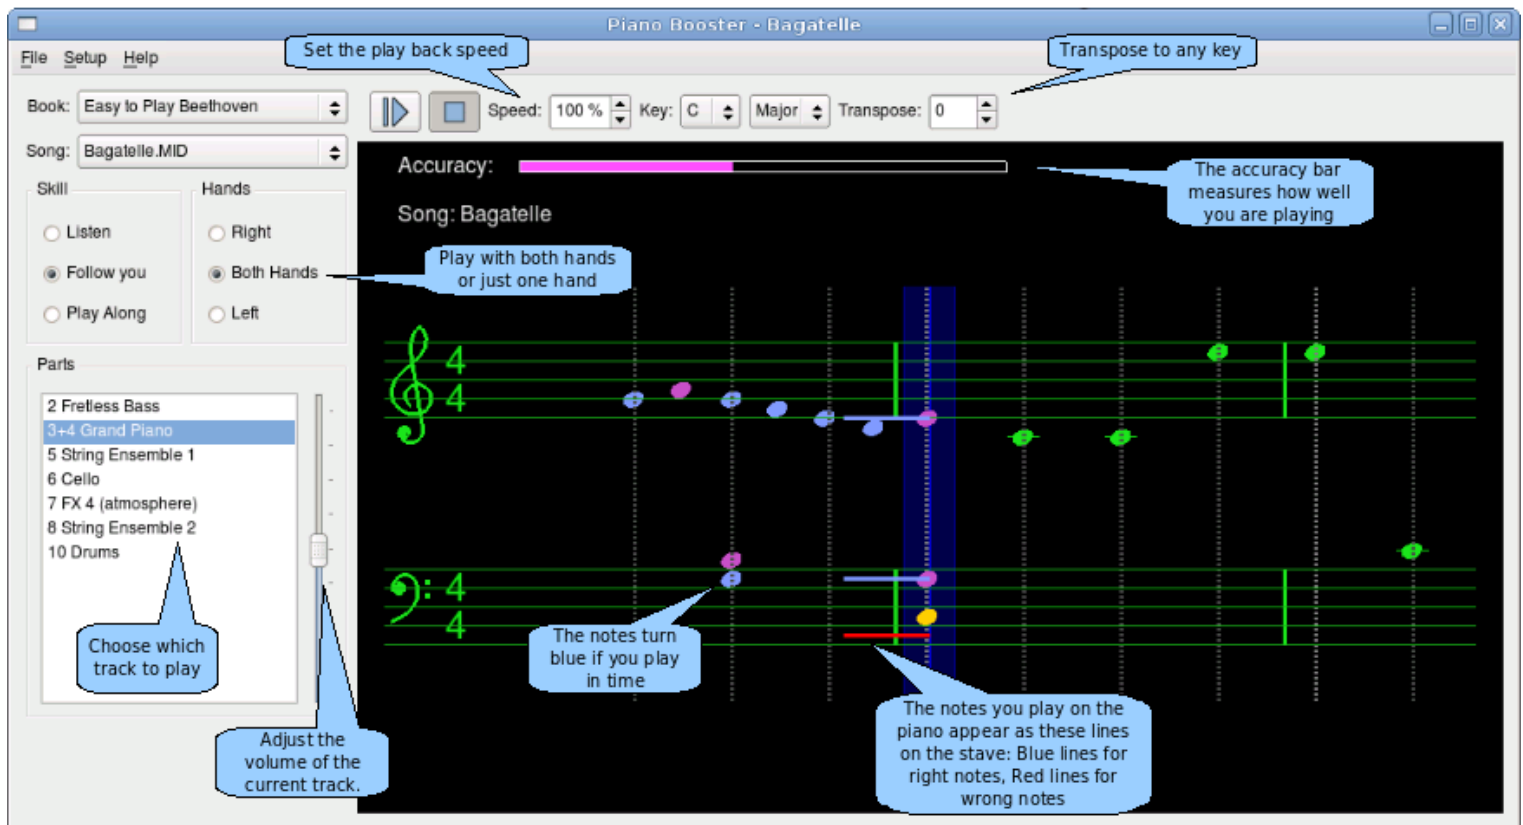 Piano Booster - Bagatelle
File Setup Help
Set the play back speed
Transpose to any key
Book: Easy to Play Beethoven
Speed: 100 % Key: C Major Transpose: 0
Song: Bagatelle.MID
Accuracy:
The accuracy bar
measures how well
you are playing
Skill
Hands
Song: Bagatelle
Listen
Right
Follow you
Both Hands
Play with both hands
or just one hand
Play Along
Left
4
4
Parts
2 Fretless Bass
3+4 Grand Piano
5 String Ensemble 1
6 Cello
7 FX 4 (atmosphere)
8 String Ensemble 2
10 Drums
4
4
Choose which
track to play
The notes turn
blue if you play
in time
The notes you play on the
piano appear as these lines
on the stave: Blue lines for
right notes, Red lines for
wrong notes
Adjust the
volume of the
current track.